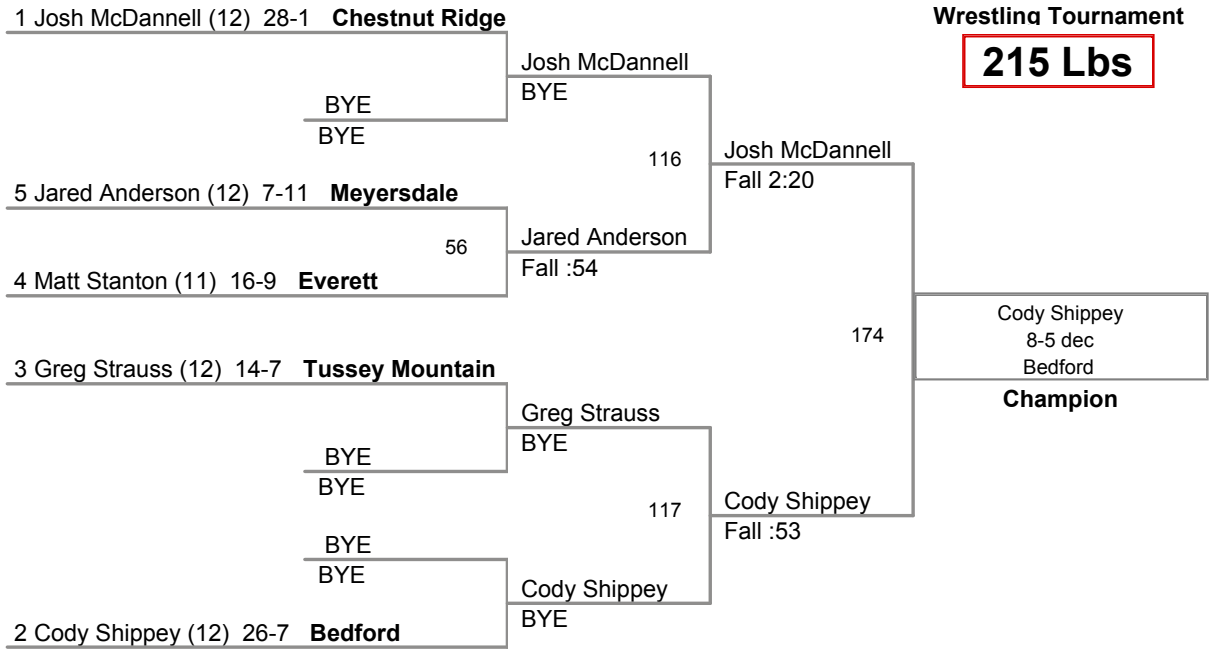 1 Josh McDannell (12) 28-1 Chestnut Ridge
Wrestling Tournament
215 Lbs
Josh McDannell
BYE
BYE
BYE
116
Josh McDannell
Fall 2:20
5 Jared Anderson (12) 7-11 Meyersdale
56
Jared Anderson
Fall :54
4 Matt Stanton (11) 16-9 Everett
174
Cody Shippey
8-5 dec
Bedford
Champion
3 Greg Strauss (12) 14-7 Tussey Mountain
Greg Strauss
BYE
BYE
BYE
117
Cody Shippey
Fall :53
BYE
BYE
Cody Shippey
BYE
2 Cody Shippey (12) 26-7 Bedford